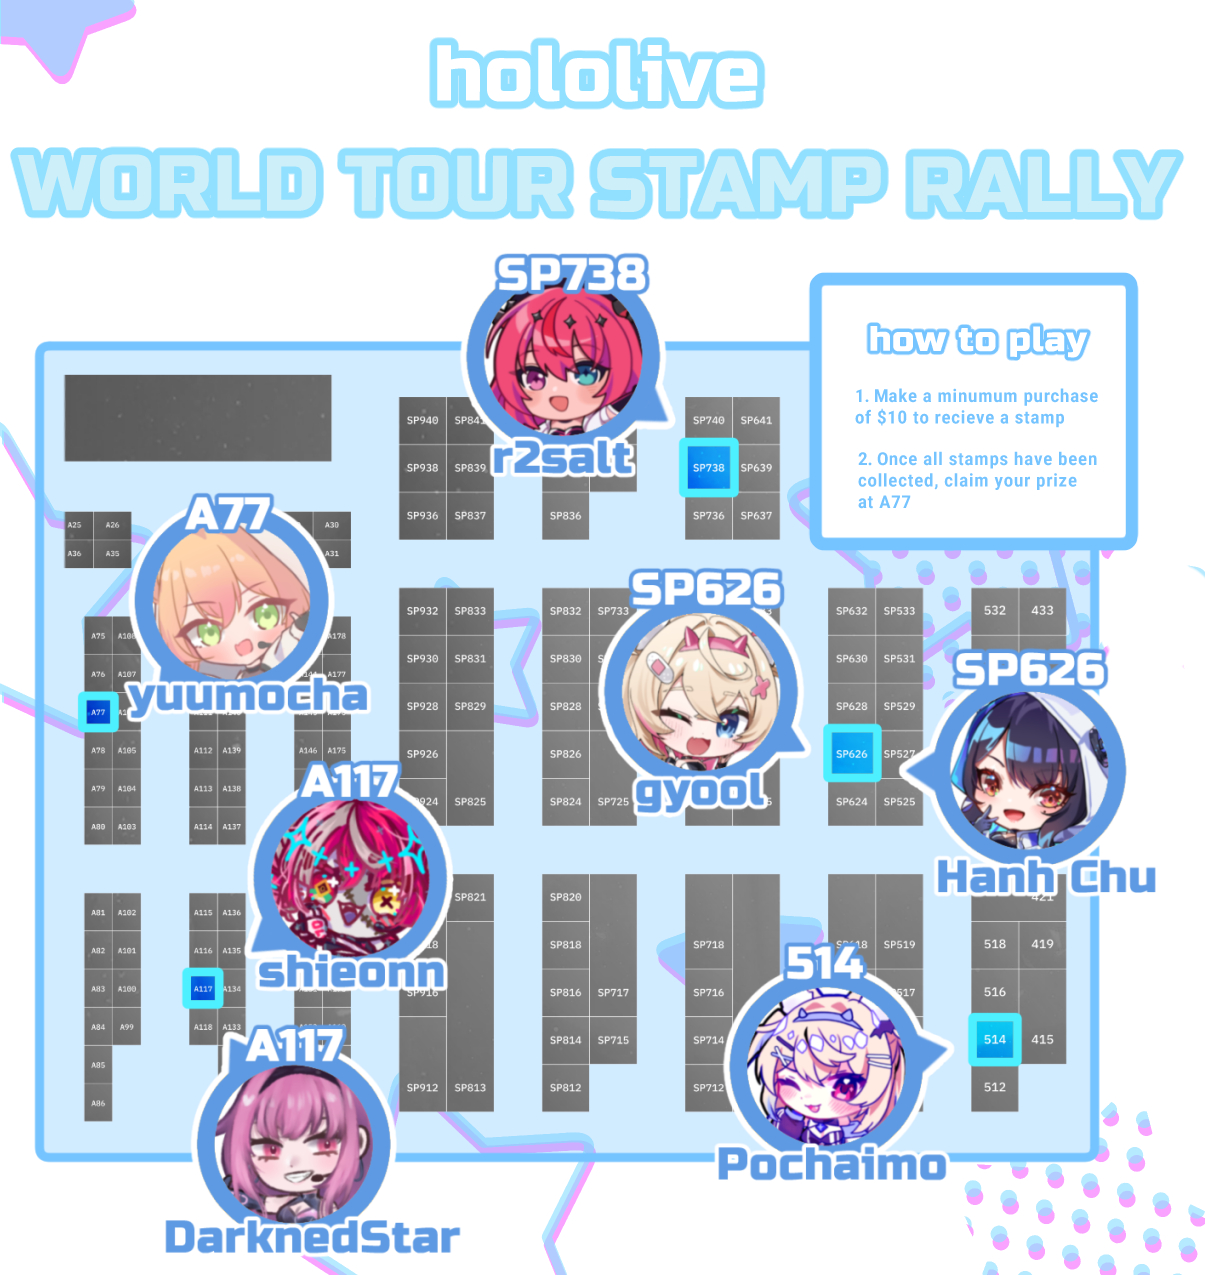 hololive
WORLD TOUR STAMP RALLY
how to play
1. Make a minumum purchase
of $10 to recieve a stamp
2. Once all stamps have been
collected, claim your prize
at A77
SP738
r2salt
A77
yuumocha
SP626
gyool
SP626
Hanh Chu
A117
shieonn
514
Pochaimo
A117
DarknedStar
A25 A26
A36 A35
A30
A31
A75 A108
A76 A107
A77
A78 A105
A79 A104
A80 A103
A112 A139
A113 A138
A114 A137
A178
A177
A146 A175
A81 A102
A82 A101
A83 A100
A84 A99
A85
A86
A115 A136
A116 A135
A117 A134
A118 A133
SP940 SP841
SP938 SP839
SP936 SP837
SP836
SP740 SP641
SP738 SP639
SP736 SP637
SP932 SP833
SP930 SP831
SP928 SP829
SP926
SP825
SP832 SP733
SP830
SP828
SP826
SP824 SP725
SP632 SP533
SP630 SP531
SP628 SP529
SP626 SP527
SP624 SP525
532 433
SP821
SP916
SP912 SP813
SP820
SP818
SP816 SP717
SP814 SP715
SP812
SP718
SP716
SP714
SP712
SP618 SP519
421
518 419
516
514 415
512